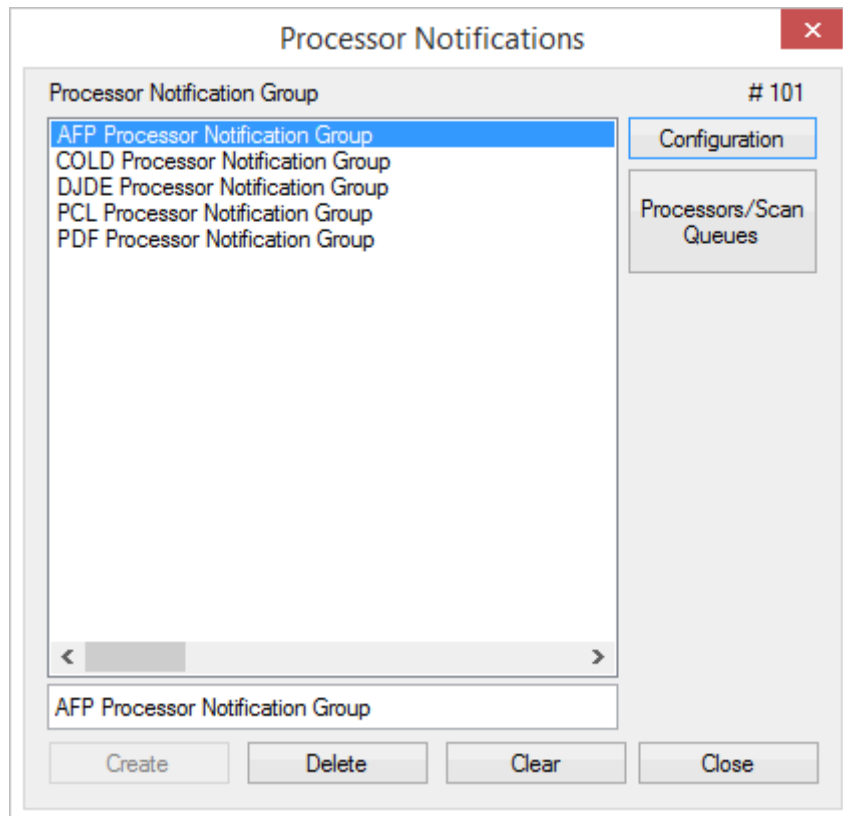 Processor Notifications
Processor Notification Group # 101
AFP Processor Notification Group
COLD Processor Notification Group
DJDE Processor Notification Group
PCL Processor Notification Group
PDF Processor Notification Group
Configuration
Processors/Scan
Queues
AFP Processor Notification Group
Create Delete Clear Close